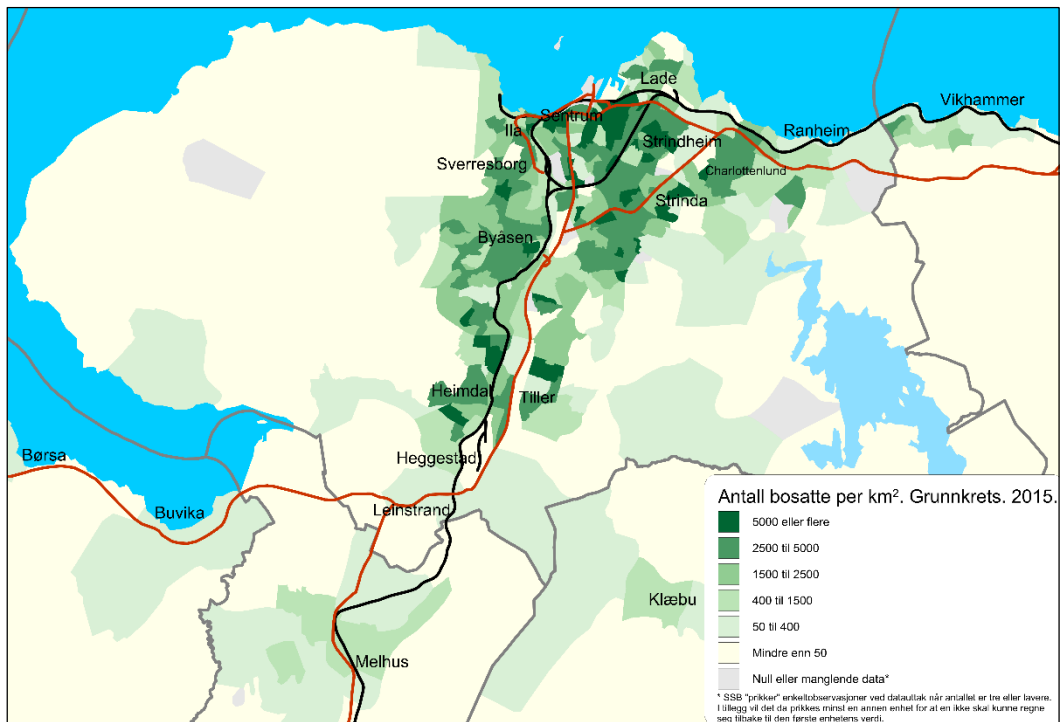 Lade
Vikhammer
Sentrum
Ila
Ranheim
Strindheim
Sverresborg
Charlottenlund
Strinda
Byåsen
Heimdal
Tiller
Heggestad
Børsa
Buvika
Leinstrand
Klæbu
Melhus
Antall bosatte per km². Grunnkrets. 2015.
5000 eller flere
2500 til 5000
1500 til 2500
400 til 1500
50 til 400
Mindre enn 50
Null eller manglende data*
* SSB "prikker" enkeltobservasjoner ved datauttak når antallet er tre eller lavere.
I tillegg vil det da prikkes minst en annen enhet for at en ikke skal kunne regne
seg tilbake til den første enhetens verdi.